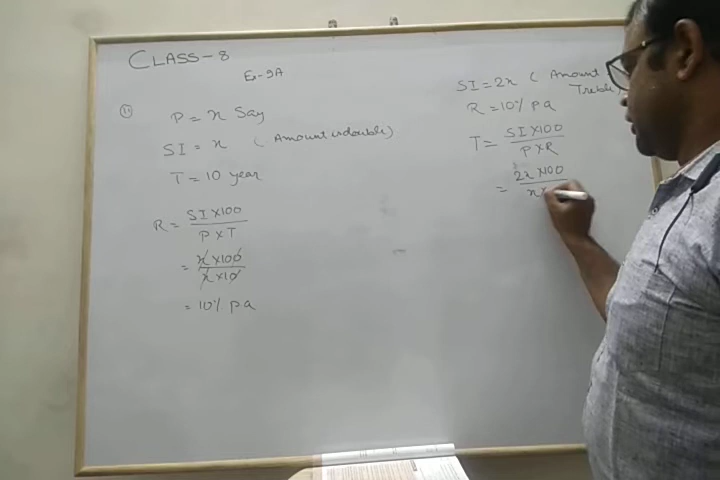 CLASS-8
Ex-9A
11
P = x Say
SI = x ( Amount is double)
T = 10 year
R = SI×100
P×T
= x×100
x×10
= 10% pa
SI = 2x ( Amount
Treble)
R = 10% pa
T = SI×100
P×R
= 2x×100
x×